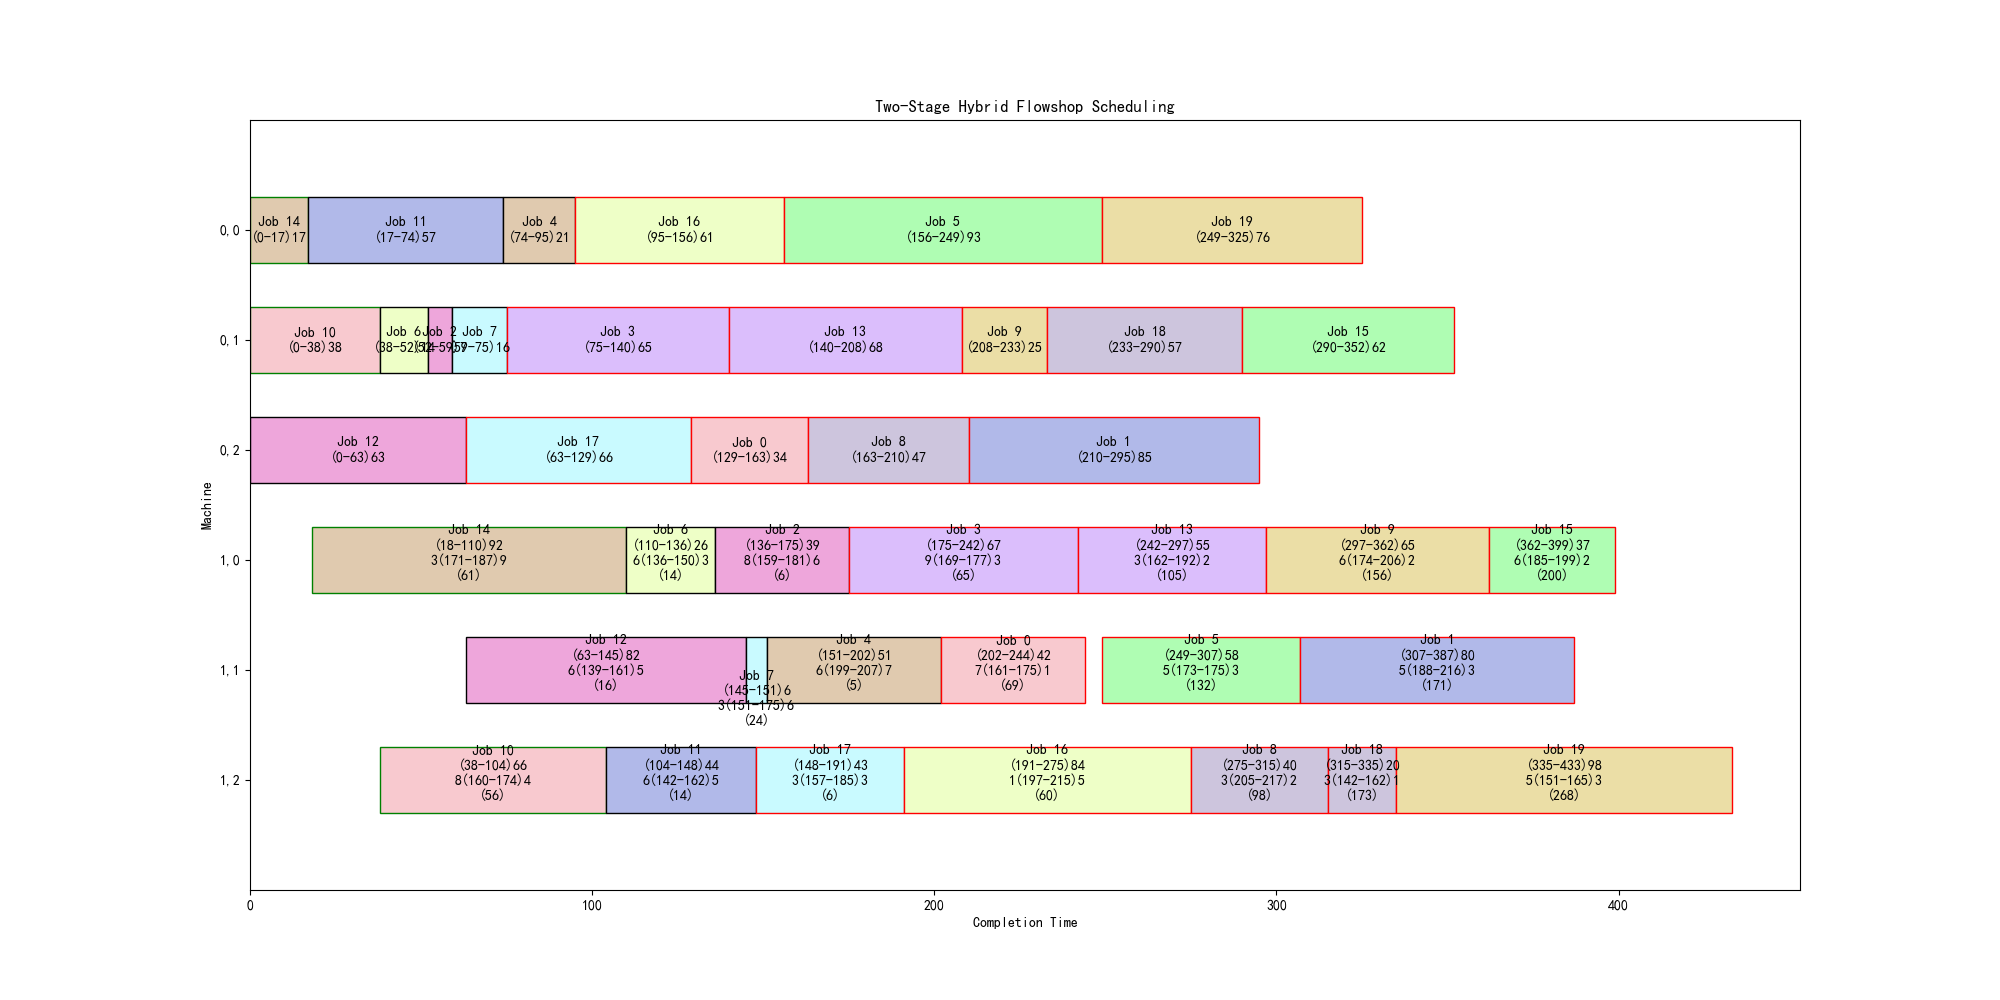 Two-Stage Hybrid Flowshop Scheduling
0,0
Job 14
(0-17)17
Job 11
(17-74)57
Job 4
(74-95)21
Job 16
(95-156)61
Job 5
(156-249)93
Job 19
(249-325)76
0,1
Job 10
(0-38)38
Job 6
(38-52)14
Job 2
(52-59)7
Job 7
(59-75)16
Job 3
(75-140)65
Job 13
(140-208)68
Job 9
(208-233)25
Job 18
(233-290)57
Job 15
(290-352)62
0,2
Job 12
(0-63)63
Job 17
(63-129)66
Job 0
(129-163)34
Job 8
(163-210)47
Job 1
(210-295)85
Machine
1,0
Job 14
(18-110)92
3(171-187)9
(61)
Job 6
(110-136)26
6(136-150)3
(14)
Job 2
(136-175)39
8(159-181)6
(6)
Job 3
(175-242)67
9(169-177)3
(65)
Job 13
(242-297)55
3(162-192)2
(105)
Job 9
(297-362)65
6(174-206)2
(156)
Job 15
(362-399)37
6(185-199)2
(200)
1,1
Job 12
(63-145)82
6(139-161)5
(16)
Job 7
(145-151)6
3(151-175)6
(24)
Job 4
(151-202)51
6(199-207)7
(5)
Job 0
(202-244)42
7(161-175)1
(69)
Job 5
(249-307)58
5(173-175)3
(132)
Job 1
(307-387)80
5(188-216)3
(171)
1,2
Job 10
(38-104)66
8(160-174)4
(56)
Job 11
(104-148)44
6(142-162)5
(14)
Job 17
(148-191)43
3(157-185)3
(6)
Job 16
(191-275)84
1(197-215)5
(60)
Job 8
(275-315)40
3(205-217)2
(98)
Job 18
(315-335)20
3(142-162)1
(173)
Job 19
(335-433)98
5(151-165)3
(268)
0
100
200
300
400
Completion Time